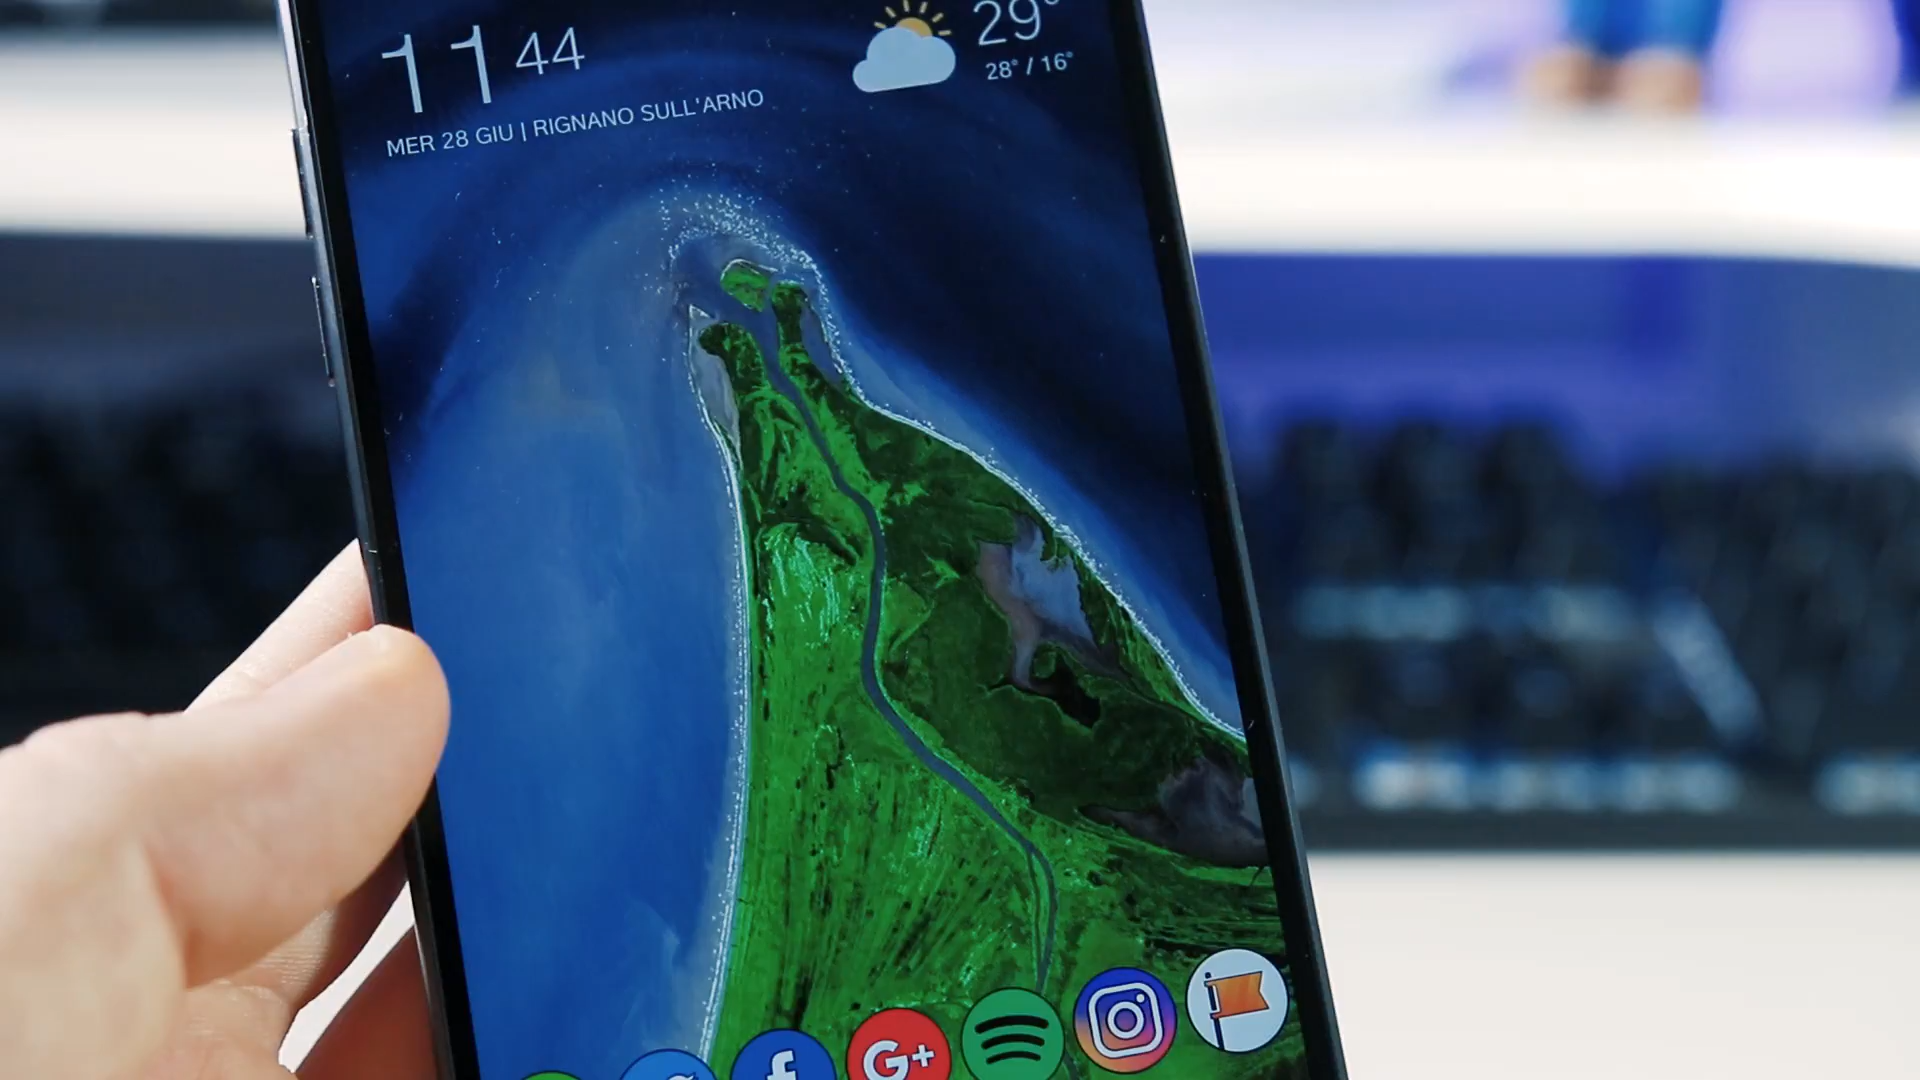 11 44
29°
28° / 16°
MER 28 GIU | RIGNANO SULL'ARNO
f
G+